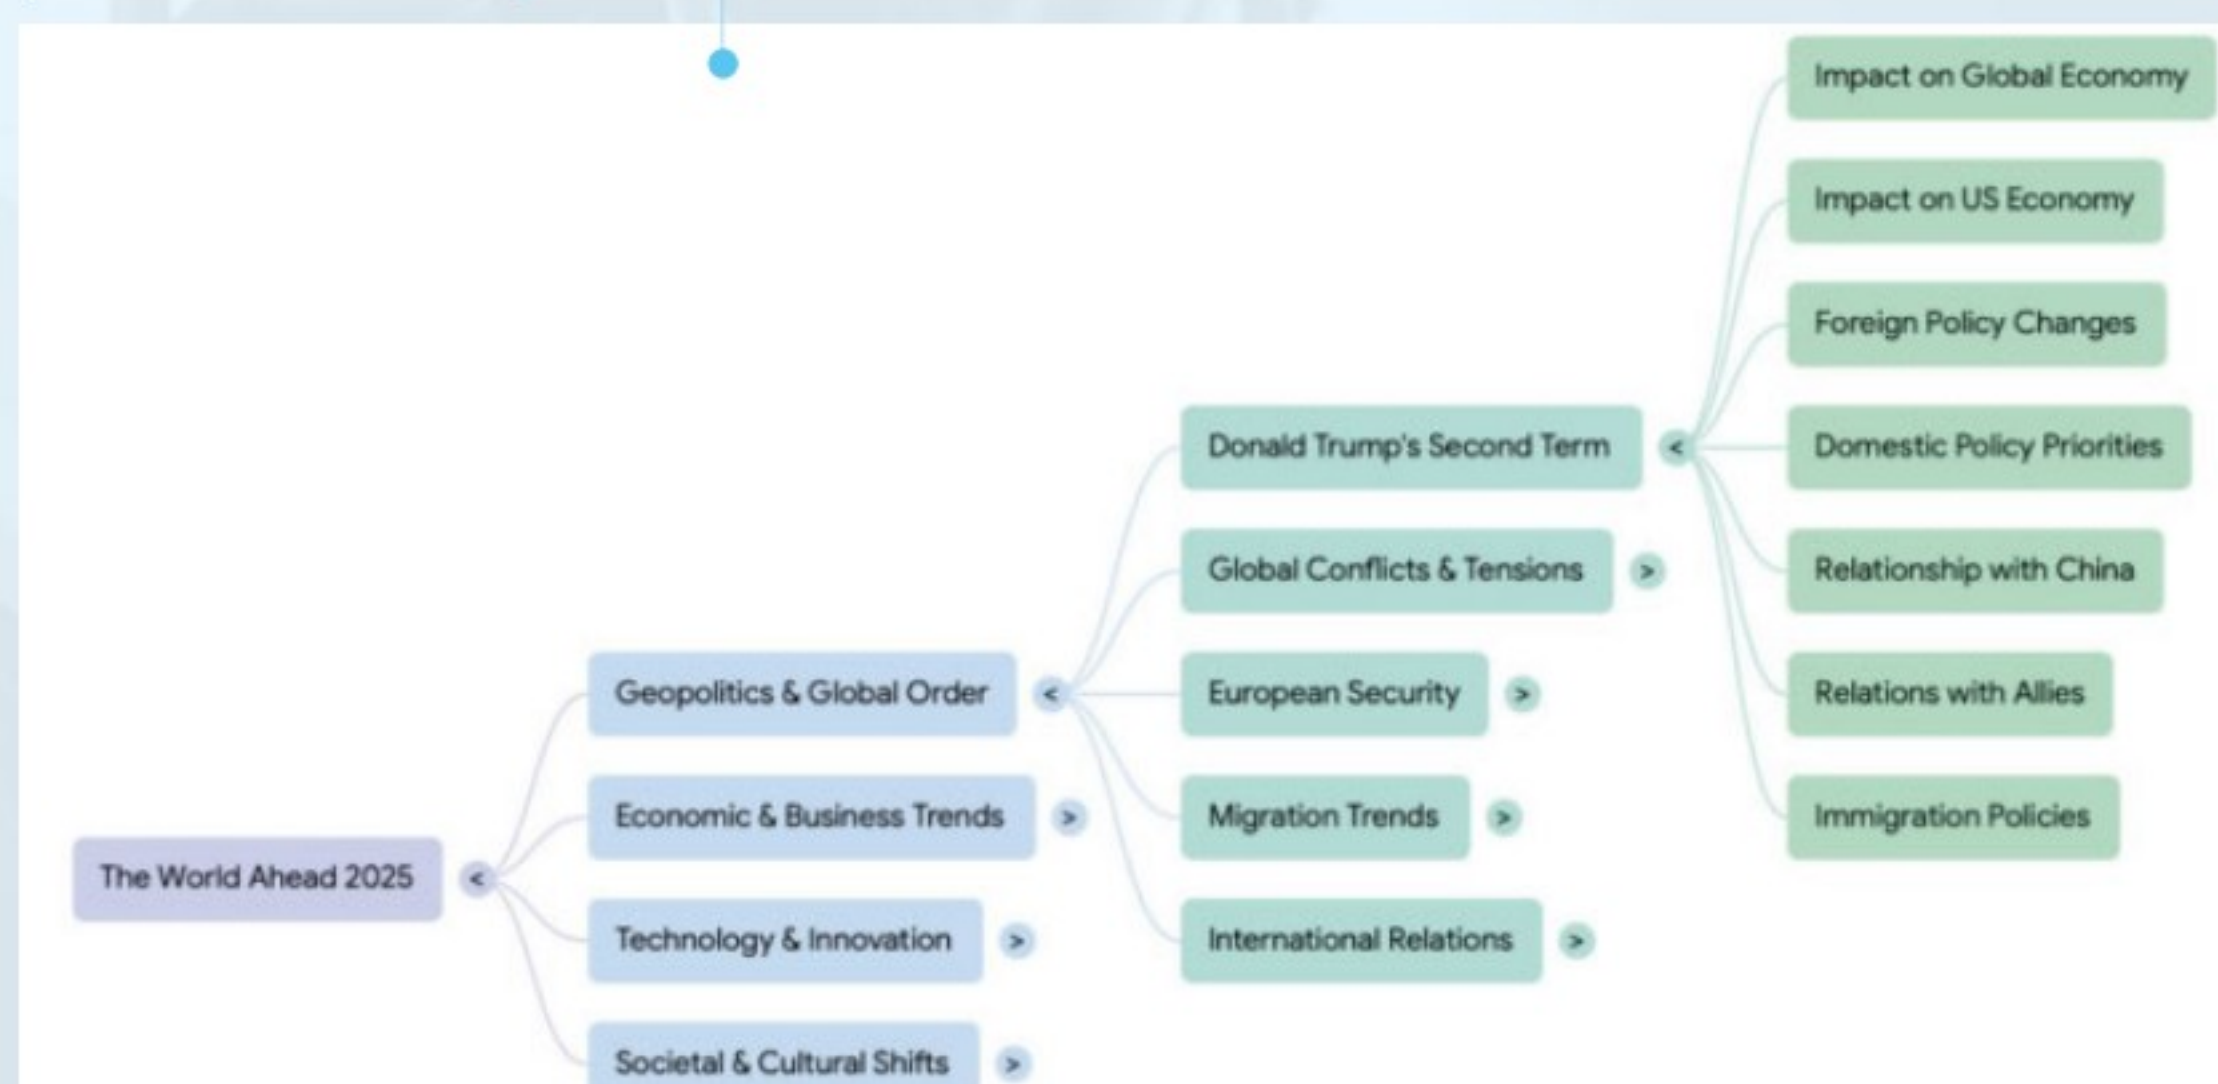 The World Ahead 2025
Geopolitics & Global Order
Economic & Business Trends
Technology & Innovation
Societal & Cultural Shifts
Donald Trump's Second Term
Global Conflicts & Tensions
European Security
Migration Trends
International Relations
Impact on Global Economy
Impact on US Economy
Foreign Policy Changes
Domestic Policy Priorities
Relationship with China
Relations with Allies
Immigration Policies